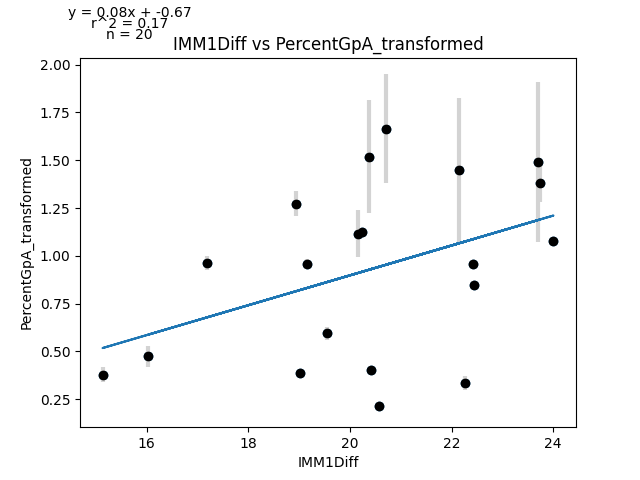 y = 0.08x + -0.67
r^2 = 0.17
n = 20
IMM1Diff vs PercentGpA_transformed
PercentGpA_transformed
2.00
1.75
1.50
1.25
1.00
0.75
0.50
0.25
16 18 20 22 24
IMM1Diff